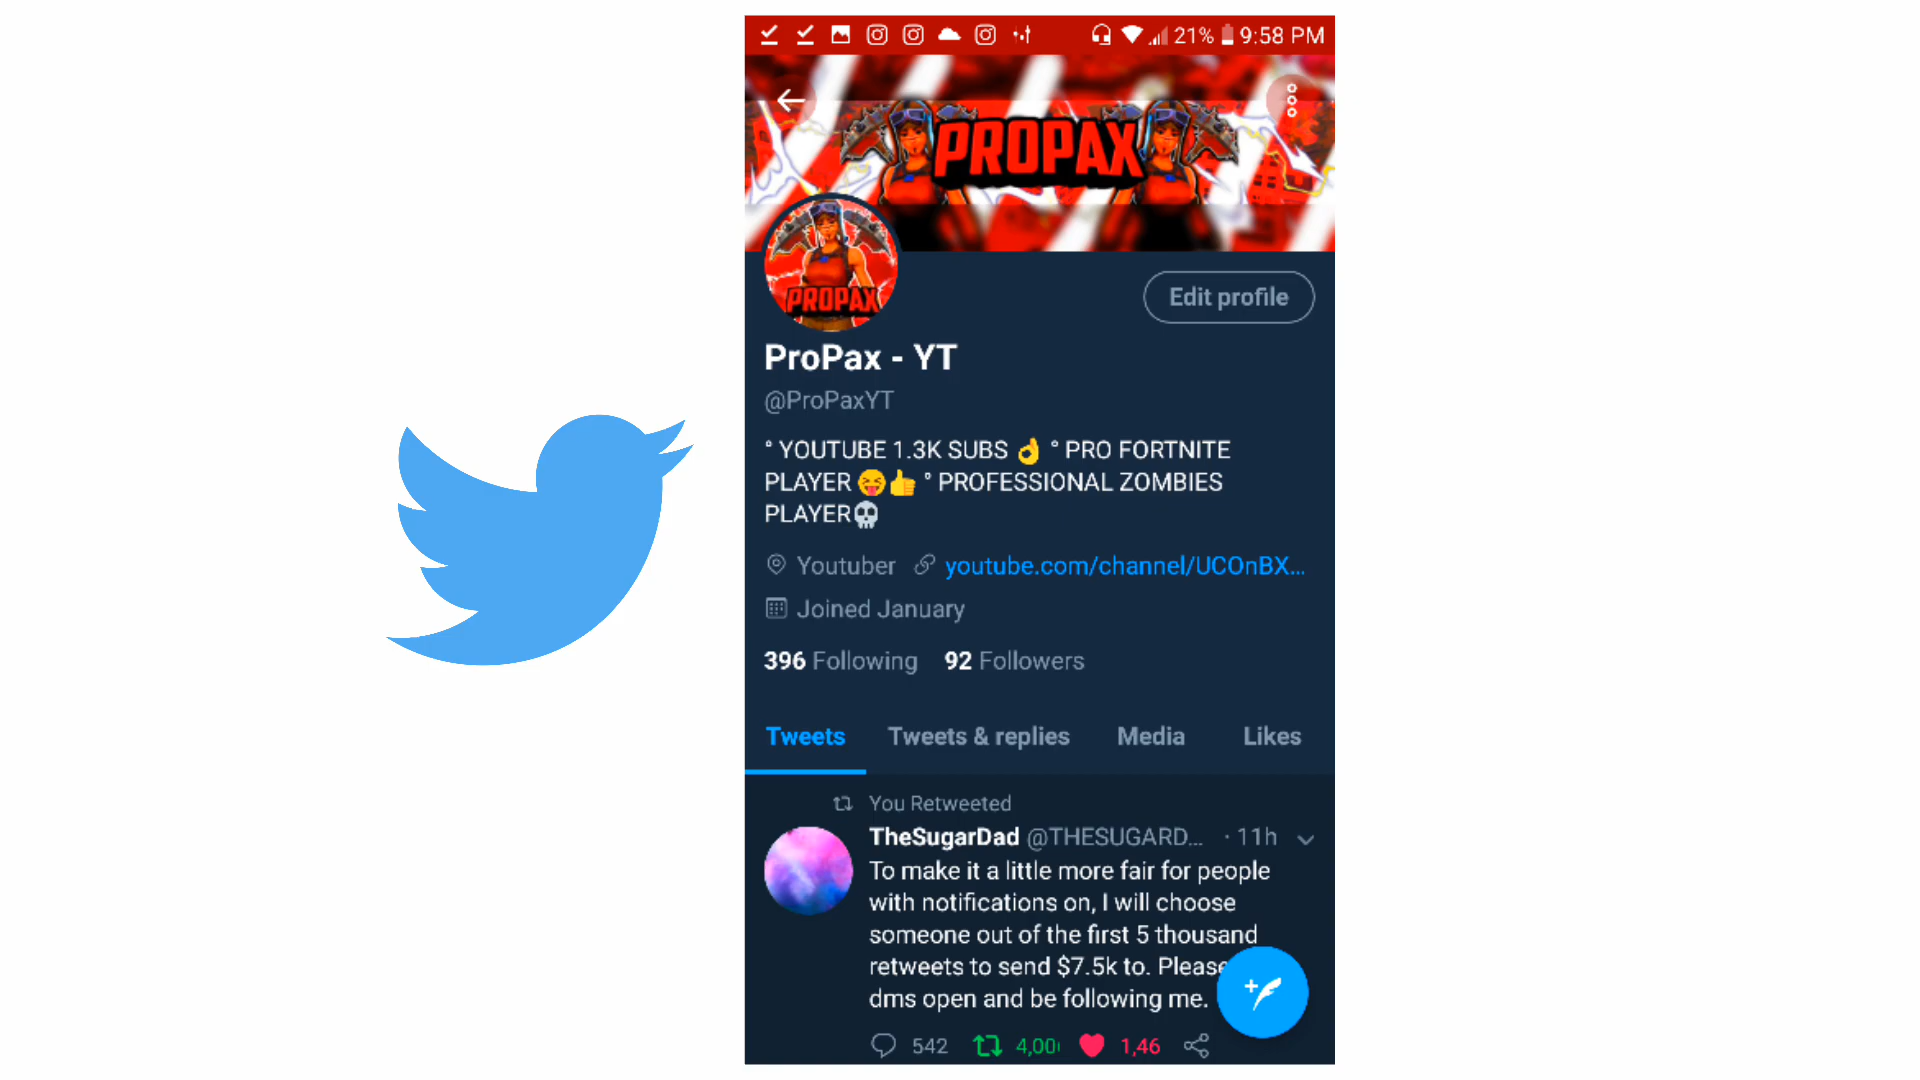 21% 9:58 PM
PROPAX
PROPAX
Edit profile
ProPax - YT
@ProPaxYT
° YOUTUBE 1.3K SUBS 👌 ° PRO FORTNITE
PLAYER 😝👍 ° PROFESSIONAL ZOMBIES
PLAYER💀
Youtuber youtube.com/channel/UCOnBX...
Joined January
396 Following 92 Followers
Tweets Tweets & replies Media Likes
You Retweeted
TheSugarDad @THESUGARD... · 11h
To make it a little more fair for people
with notifications on, I will choose
someone out of the first 5 thousand
retweets to send $7.5k to. Please
dms open and be following me.
542 4,00 1,46